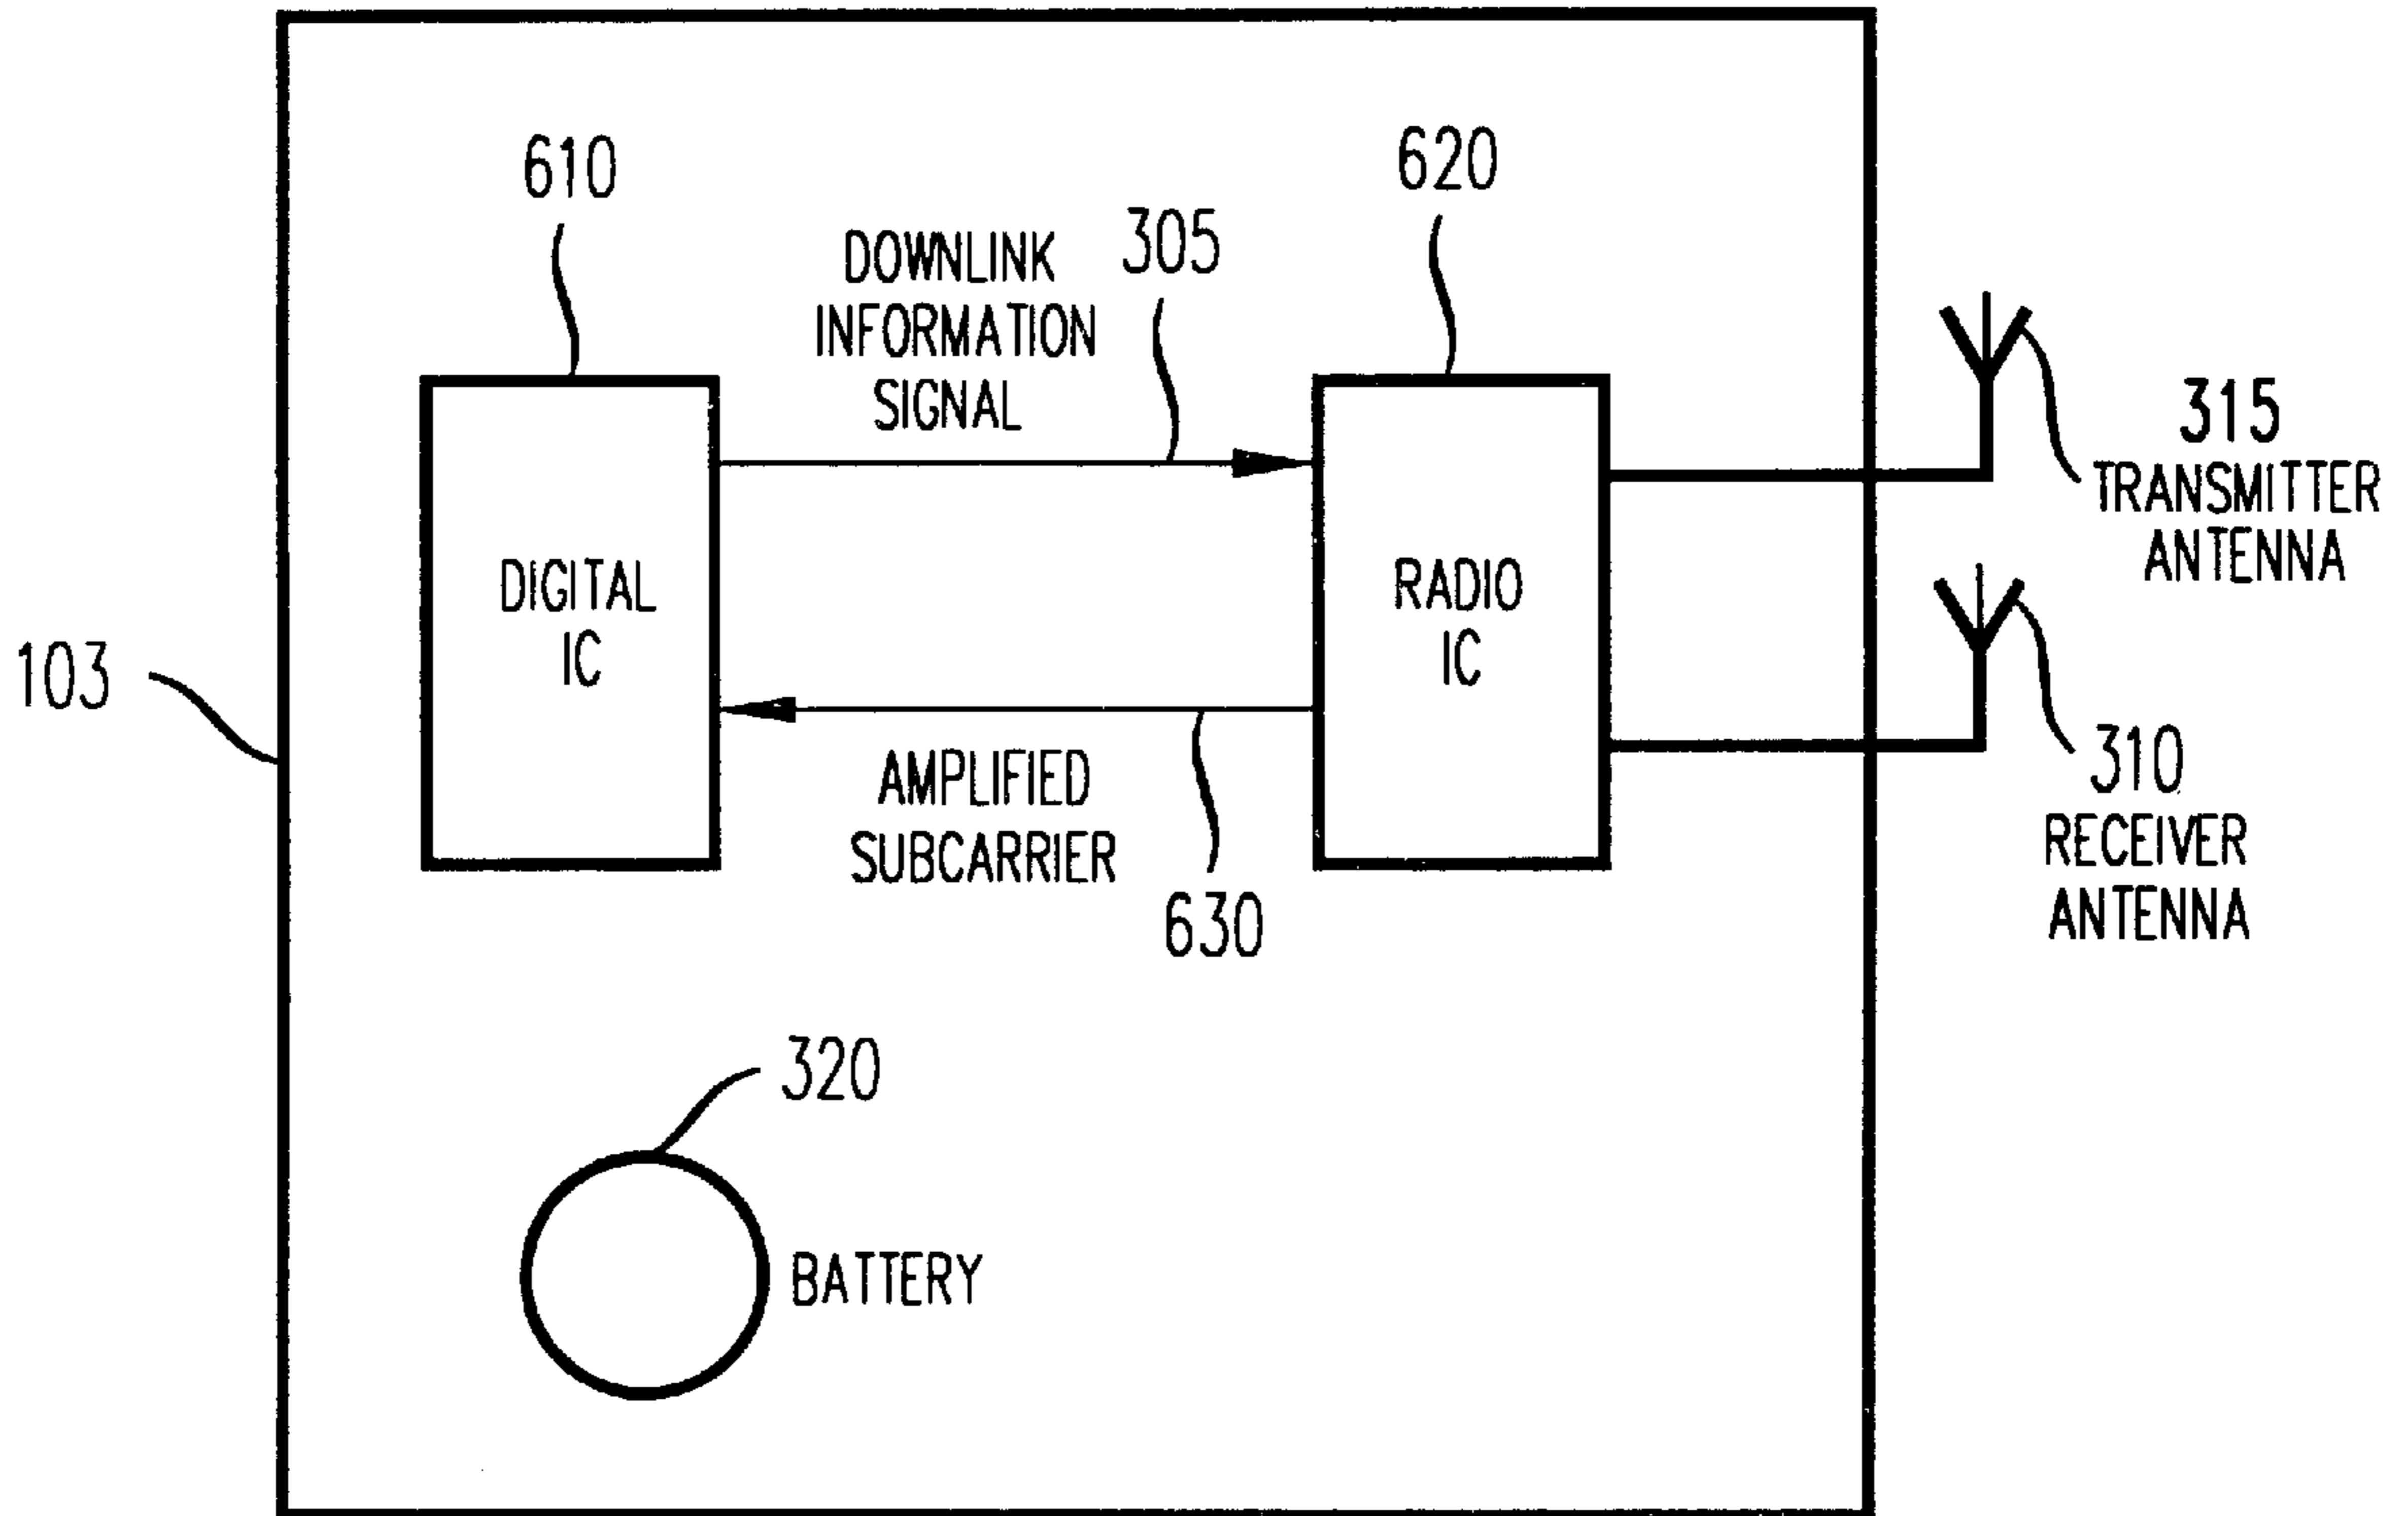 610
620
DOWNLINK 305
INFORMATION
SIGNAL
315
TRANSMITTER
ANTENNA
DIGITAL
IC
RADIO
IC
103
310
RECEIVER
ANTENNA
AMPLIFIED
SUBCARRIER
630
320
BATTERY